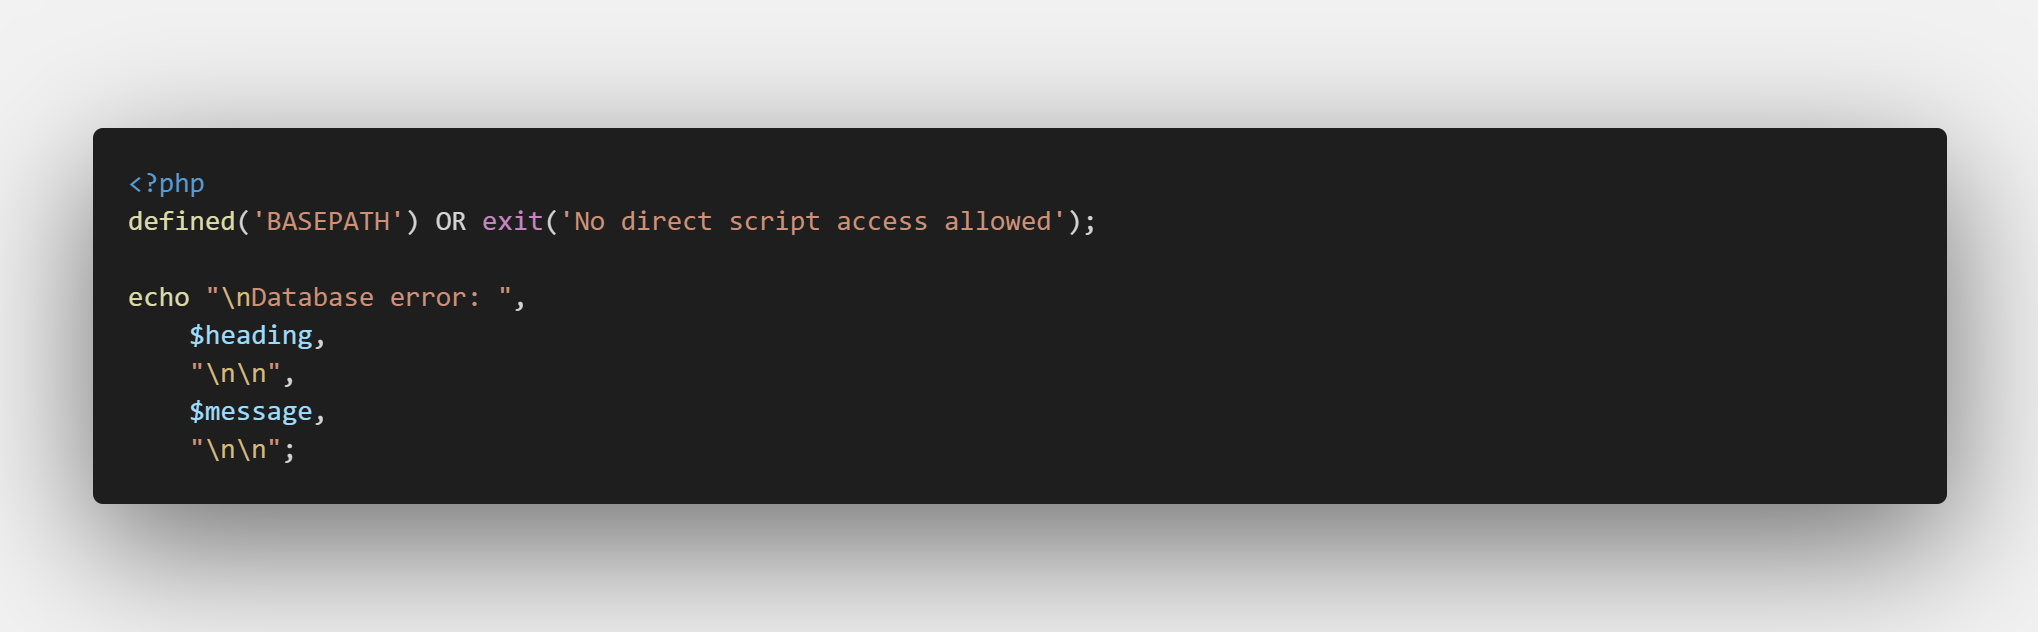 <?php
defined('BASEPATH') OR exit('No direct script access allowed');

echo "\nDatabase error: ",
    $heading,
    "\n\n",
    $message,
    "\n\n";